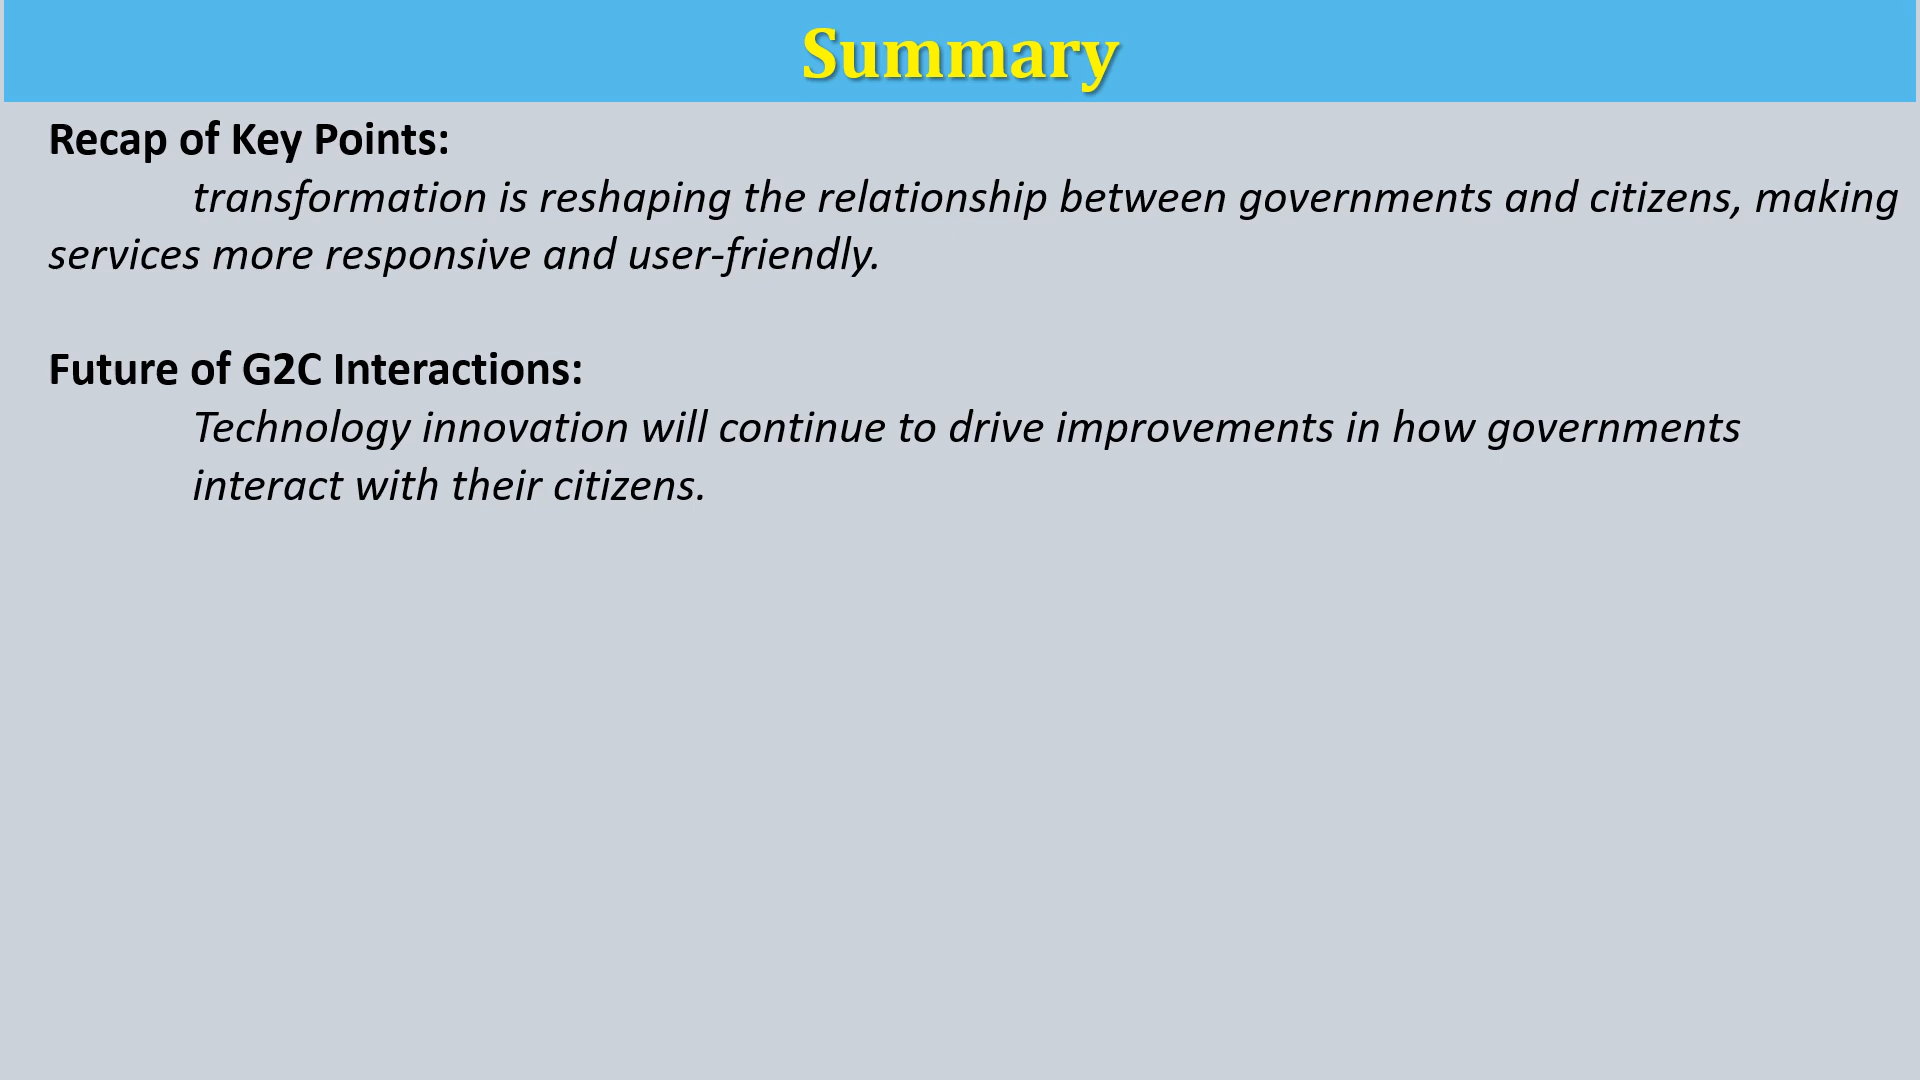 Summary
Recap of Key Points:
transformation is reshaping the relationship between governments and citizens, making
services more responsive and user-friendly.
Future of G2C Interactions:
Technology innovation will continue to drive improvements in how governments
interact with their citizens.